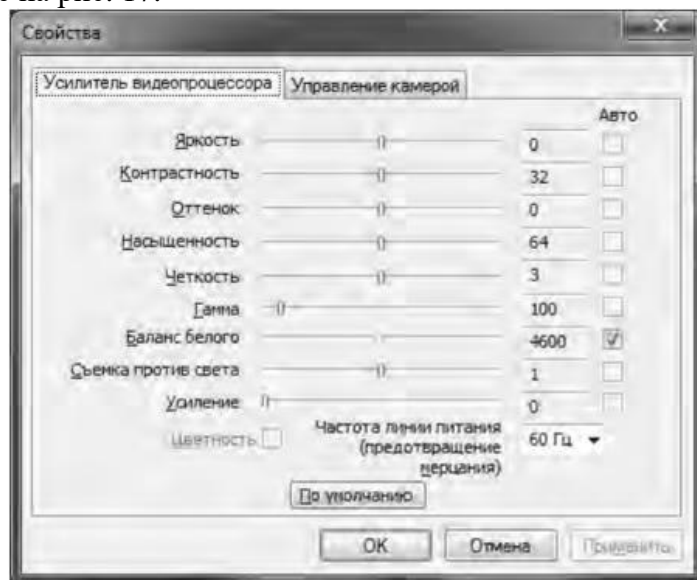 на рис. 17.
Свойства
X
Усилитель видеопроцессора Управление камерой
Авто
Яркость 0
Контрастность 32
Оттенок 0
Насыщенность 64
Четкость 3
Гамма 100
Баланс белого 4600
Съемка против света 1
Усиление 0
Цветность
Частота линии питания
(предотвращение
мерцания)
60 Гц
По умолчанию
OK Отмена Применить